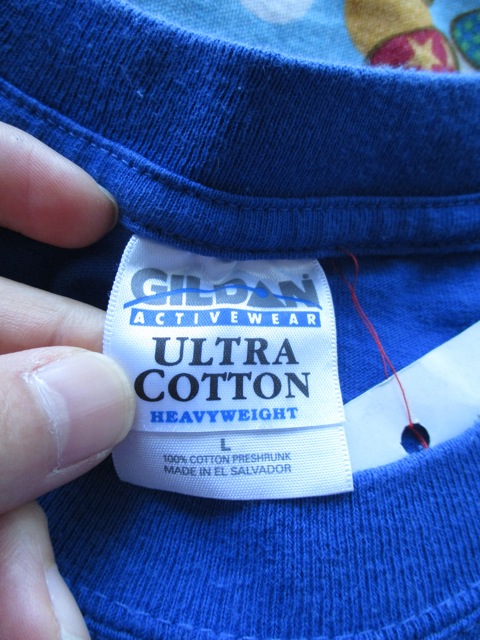 GILDAN
ACTIVEWEAR
ULTRA
COTTON
HEAVYWEIGHT
L
100% COTTON PRESHRUNK
MADE IN EL SALVADOR